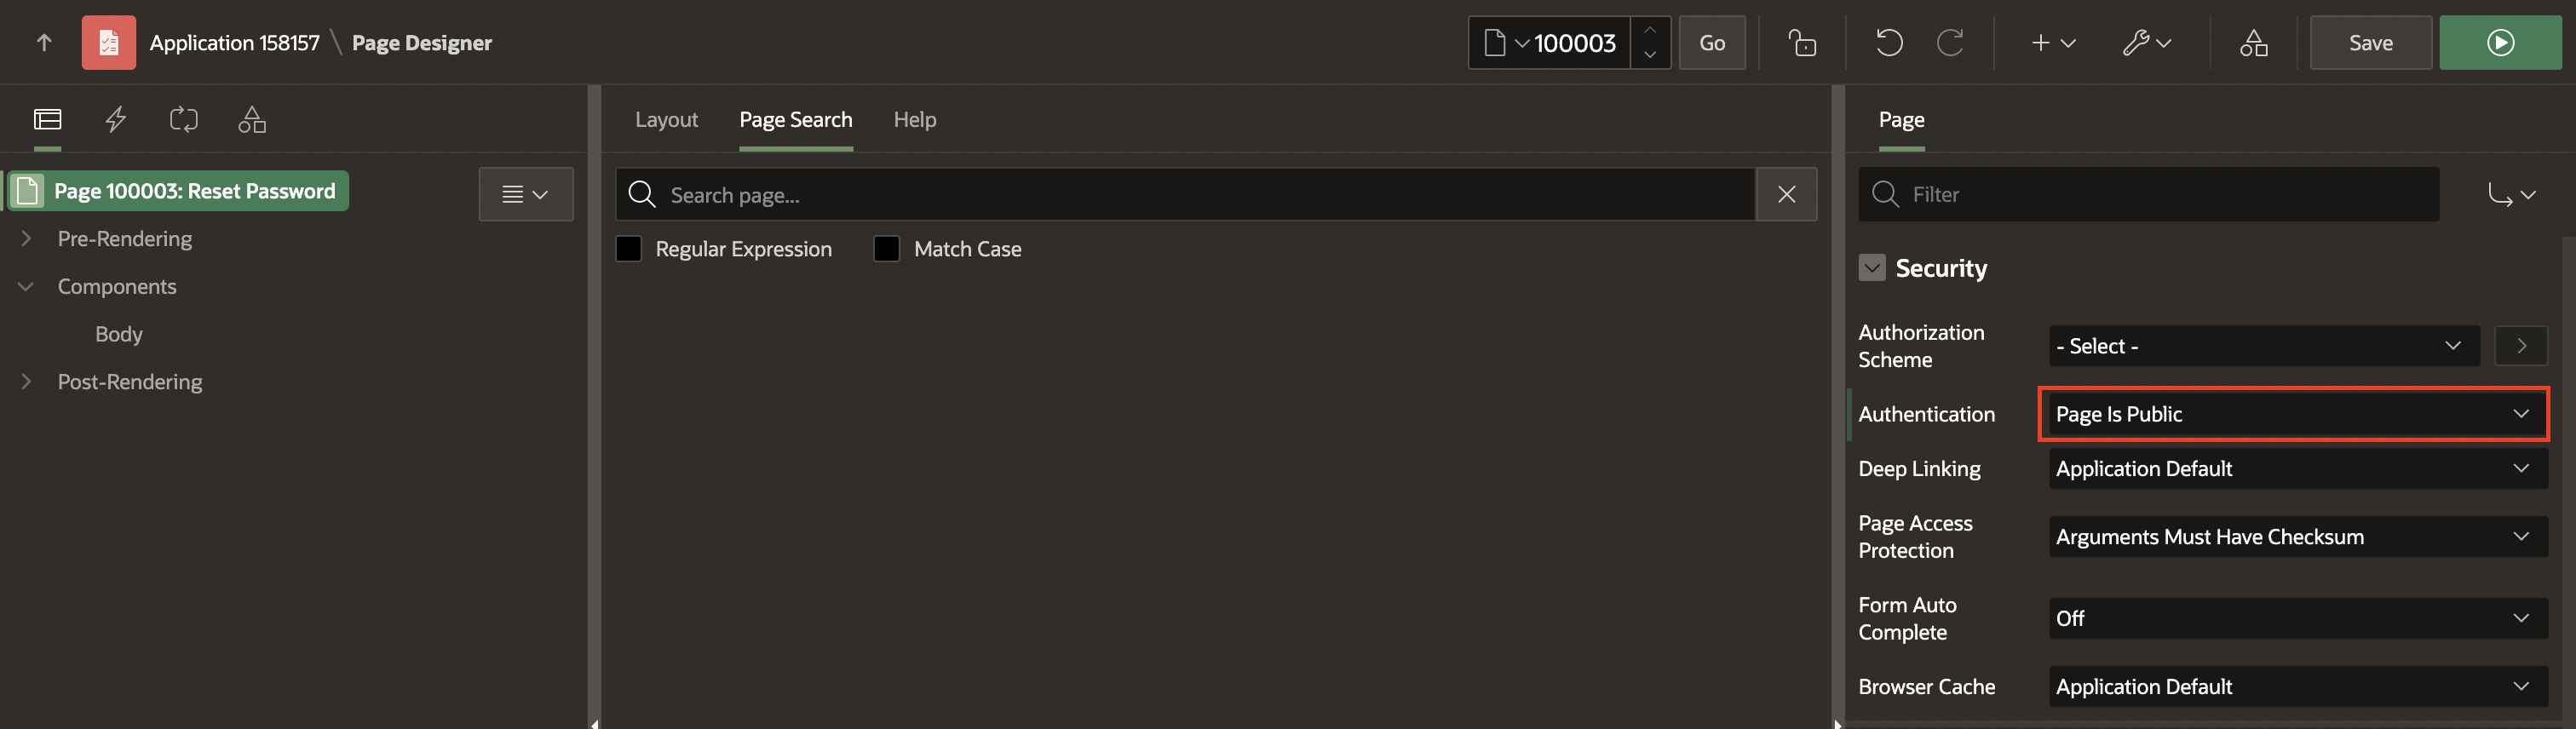 Application 158157 \ Page Designer
100003
Go
Save
Page 100003: Reset Password
Pre-Rendering
Components
Body
Post-Rendering
Layout
Page Search
Help
Search page...
Regular Expression
Match Case
Page
Filter
Security
Authorization
Scheme
- Select -
Authentication
Page Is Public
Deep Linking
Application Default
Page Access
Protection
Arguments Must Have Checksum
Form Auto
Complete
Off
Browser Cache
Application Default